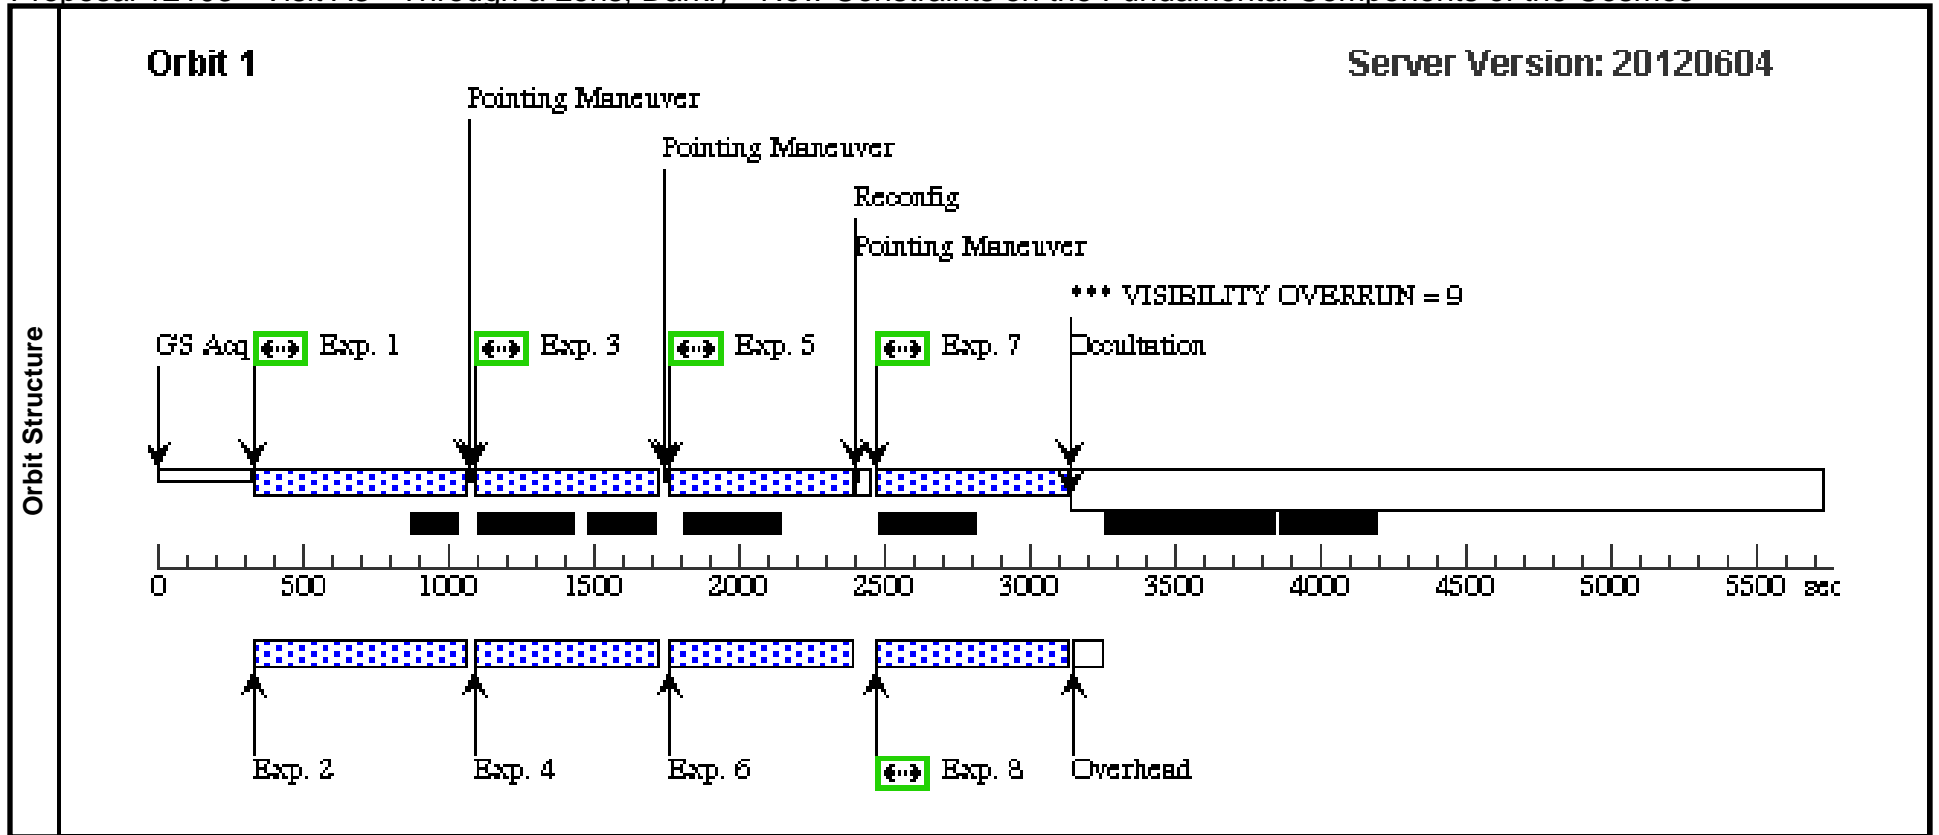 Orbit 1
Server Version: 20120604
Pointing Maneuver
Pointing Maneuver
Reconfig
Pointing Maneuver
*** VISIBILITY OVERRUN = 9
GS Acq Exp. 1 Exp. 3 Exp. 5 Exp. 7 Occultation
Orbit Structure
0 500 1000 1500 2000 2500 3000 3500 4000 4500 5000 5500 sec
Exp. 2 Exp. 4 Exp. 6 Exp. 8 Overhead